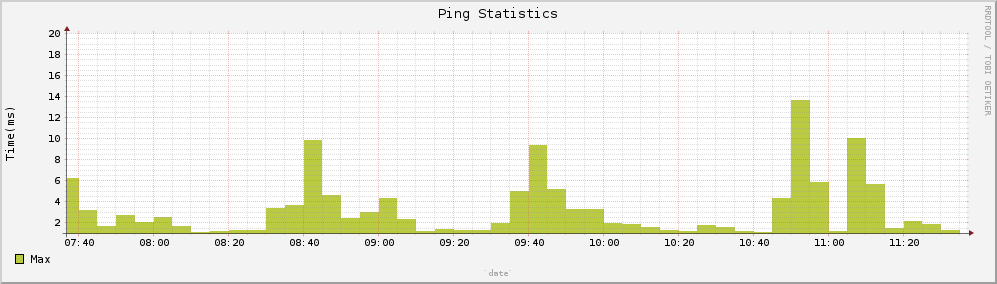 Ping Statistics
RRDTOOL / TOBI OETIKER
Time(ms)
20
18
16
14
12
10
8
6
4
2
07:40 08:00 08:20 08:40 09:00 09:20 09:40 10:00 10:20 10:40 11:00 11:20
Max
`date`